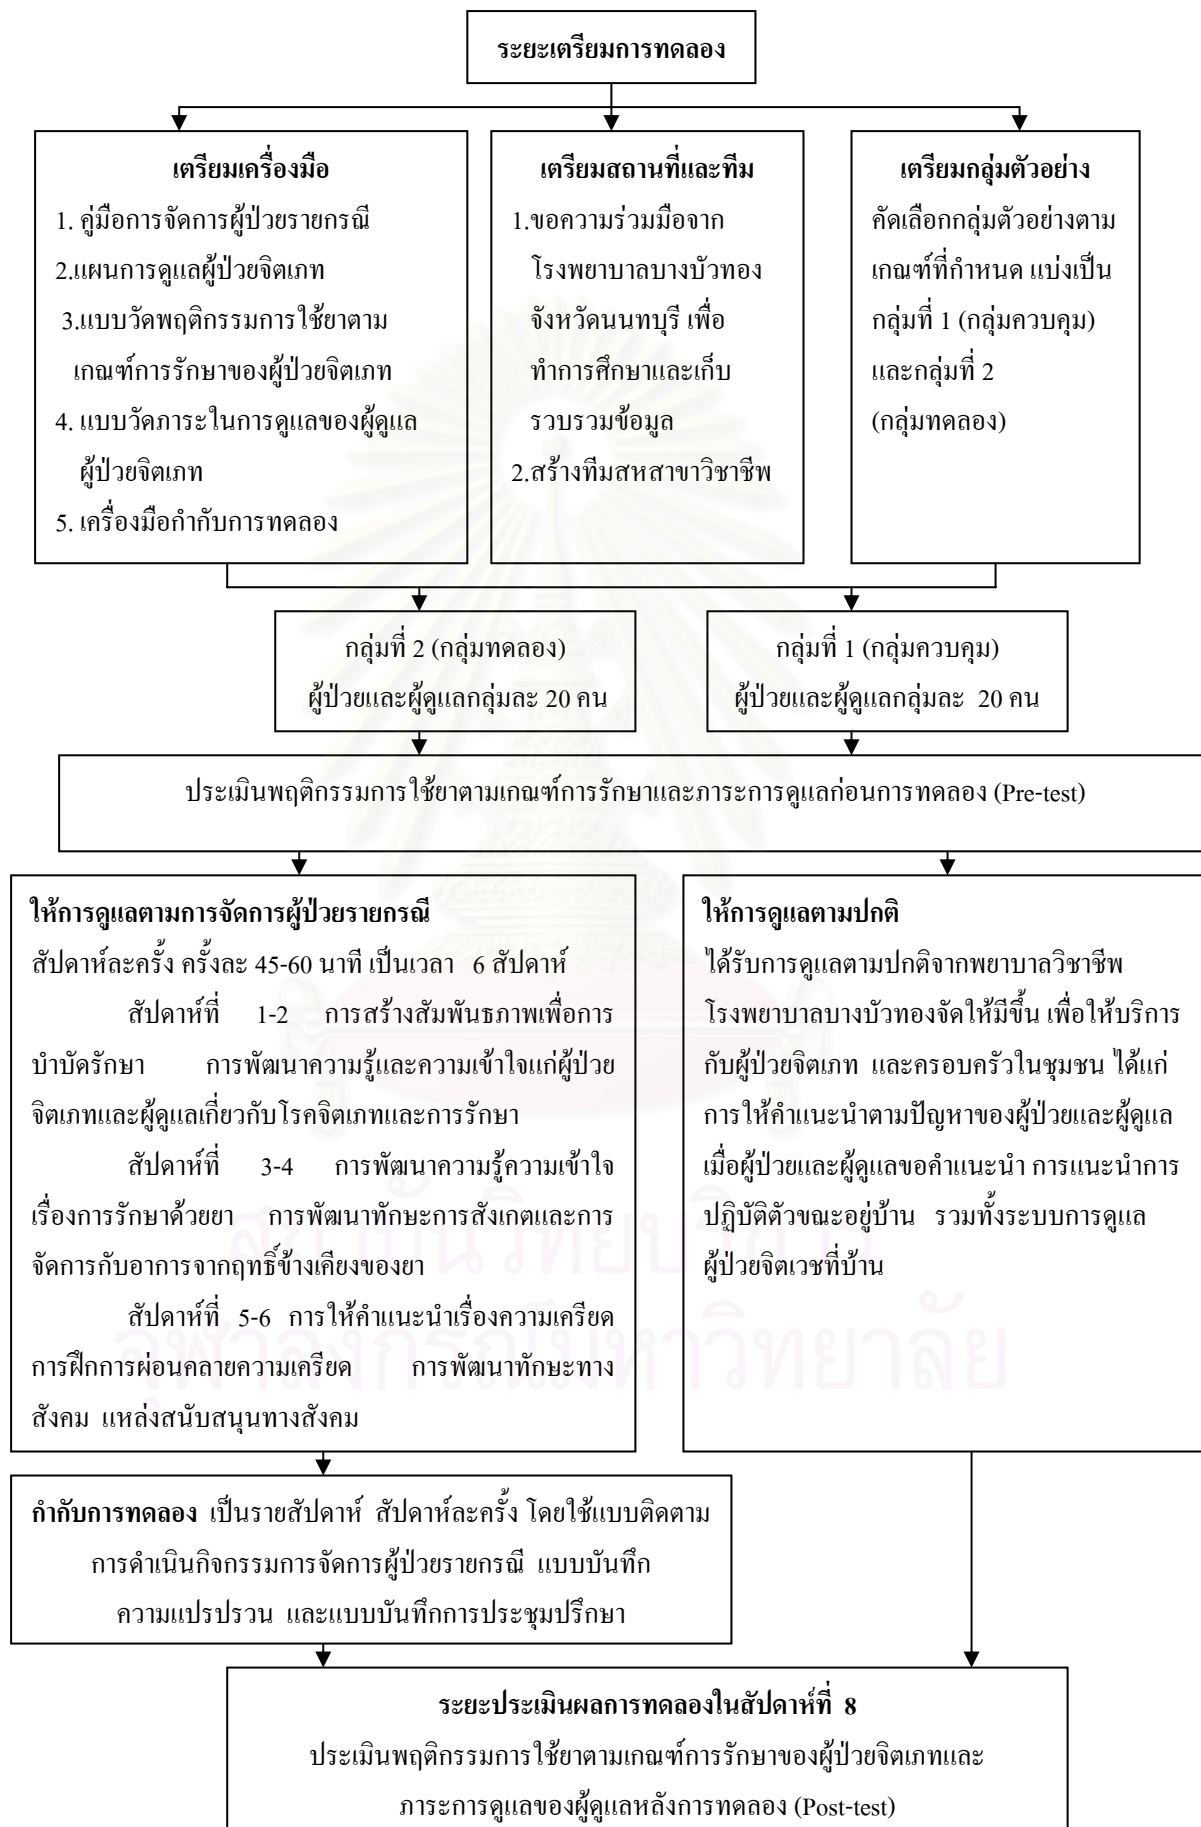 ระยะเตรียมการทดลอง
เตรียมเครื่องมือ
1. คู่มือการจัดการผู้ป่วยรายกรณี
2.แผนการดูแลผู้ป่วยจิตเภท
3.แบบวัดพฤติกรรมการใช้ยาตาม
เกณฑ์การรักษาของผู้ป่วยจิตเภท
4. แบบวัดภาระในการดูแลของผู้ดูแล
ผู้ป่วยจิตเภท
5. เครื่องมือกำกับการทดลอง
เตรียมสถานที่และทีม
1.ขอความร่วมมือจาก
โรงพยาบาลบางบัวทอง
จังหวัดนนทบุรี เพื่อ
ทำการศึกษาและเก็บ
รวบรวมข้อมูล
2.สร้างทีมสหสาขาวิชาชีพ
เตรียมกลุ่มตัวอย่าง
คัดเลือกกลุ่มตัวอย่างตาม
เกณฑ์ที่กำหนด แบ่งเป็น
กลุ่มที่ 1 (กลุ่มควบคุม)
และกลุ่มที่ 2
(กลุ่มทดลอง)
กลุ่มที่ 2 (กลุ่มทดลอง)
ผู้ป่วยและผู้ดูแลกลุ่มละ 20 คน
กลุ่มที่ 1 (กลุ่มควบคุม)
ผู้ป่วยและผู้ดูแลกลุ่มละ 20 คน
ประเมินพฤติกรรมการใช้ยาตามเกณฑ์การรักษาและภาระการดูแลก่อนการทดลอง (Pre-test)
ให้การดูแลตามการจัดการผู้ป่วยรายกรณี
สัปดาห์ละครั้ง ครั้งละ 45-60 นาที เป็นเวลา 6 สัปดาห์
สัปดาห์ที่ 1-2 การสร้างสัมพันธภาพเพื่อการ
บำบัดรักษา การพัฒนาความรู้และความเข้าใจแก่ผู้ป่วย
จิตเภทและผู้ดูแลเกี่ยวกับโรคจิตเภทและการรักษา
สัปดาห์ที่ 3-4 การพัฒนาความรู้ความเข้าใจ
เรื่องการรักษาด้วยยา การพัฒนาทักษะการสังเกตและการ
จัดการกับอาการจากฤทธิ์ข้างเคียงของยา
สัปดาห์ที่ 5-6 การให้คำแนะนำเรื่องความเครียด
การฝึกการผ่อนคลายความเครียด การพัฒนาทักษะทาง
สังคม แหล่งสนับสนุนทางสังคม
ให้การดูแลตามปกติ
ได้รับการดูแลตามปกติจากพยาบาลวิชาชีพ
โรงพยาบาลบางบัวทองจัดให้มีขึ้น เพื่อให้บริการ
กับผู้ป่วยจิตเภท และครอบครัวในชุมชน ได้แก่
การให้คำแนะนำตามปัญหาของผู้ป่วยและผู้ดูแล
เมื่อผู้ป่วยและผู้ดูแลขอคำแนะนำ การแนะนำการ
ปฏิบัติตัวขณะอยู่บ้าน รวมทั้งระบบการดูแล
ผู้ป่วยจิตเวชที่บ้าน
สถาบันวิทยบริการ
จุฬาลงกรณ์มหาวิทยาลัย
กำกับการทดลอง เป็นรายสัปดาห์ สัปดาห์ละครั้ง โดยใช้แบบติดตาม
การดำเนินกิจกรรมการจัดการผู้ป่วยรายกรณี แบบบันทึก
ความแปรปรวน และแบบบันทึกการประชุมปรึกษา
ระยะประเมินผลการทดลองในสัปดาห์ที่ 8
ประเมินพฤติกรรมการใช้ยาตามเกณฑ์การรักษาของผู้ป่วยจิตเภทและ
ภาระการดูแลของผู้ดูแลหลังการทดลอง (Post-test)